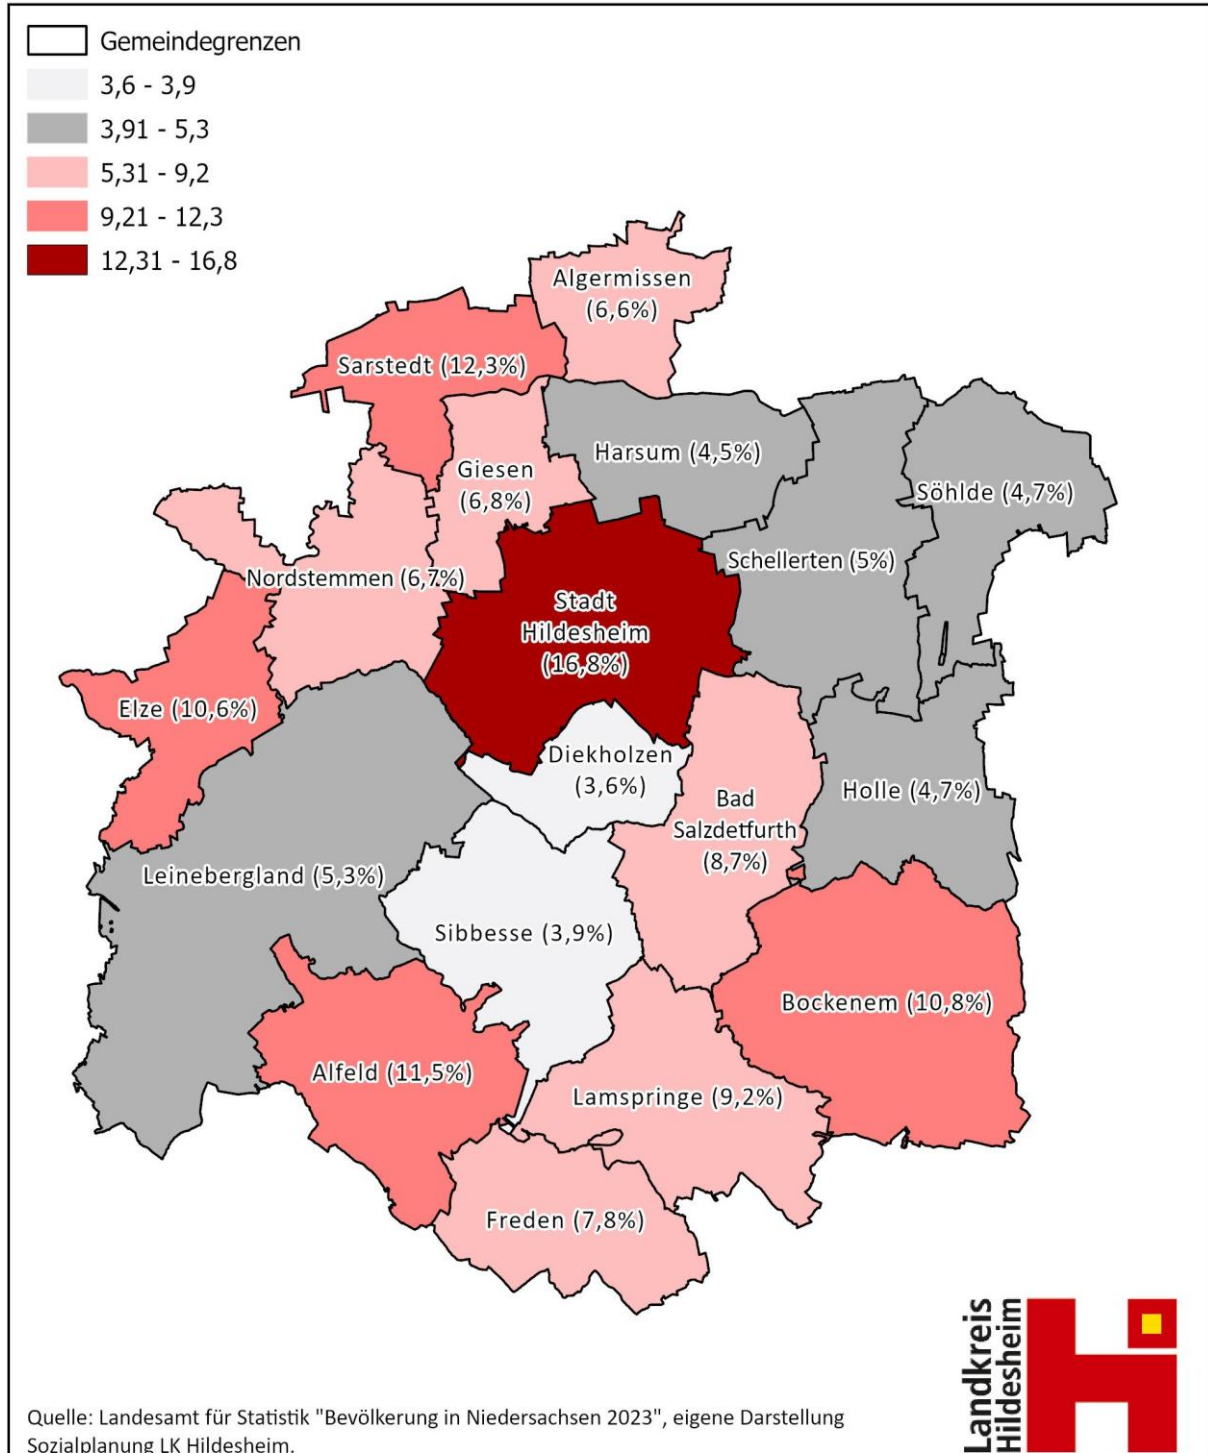 Gemeindegrenzen
3,6 - 3,9
3,91 - 5,3
5,31 - 9,2
9,21 - 12,3
12,31 - 16,8
Algermissen
(6,6%)
Sarstedt (12,3%)
Harsum (4,5%)
Giesen
(6,8%)
Söhlde (4,7%)
Schellerten (5%)
Nordstemmen (6,7%)
Stadt
Hildesheim
(16,8%)
Elze (10,6%)
Diekholzen
(3,6%)
Holle (4,7%)
Bad
Salzdetfurth
(8,7%)
Leinebergland (5,3%)
Sibbesse (3,9%)
Bockenem (10,8%)
Alfeld (11,5%)
Lamspringe (9,2%)
Freden (7,8%)
Landkreis
Hildesheim
Quelle: Landesamt für Statistik "Bevölkerung in Niedersachsen 2023", eigene Darstellung
Sozialplanung LK Hildesheim.